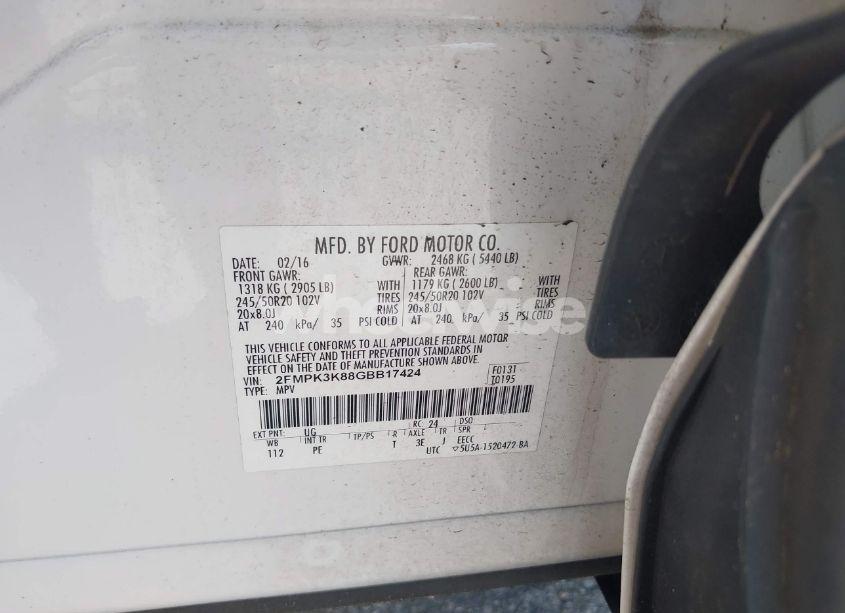 MFD. BY FORD MOTOR CO.
DATE: 02/16 GVWR: 2468 KG ( 5440 LB)
FRONT GAWR: REAR GAWR:
1318 KG ( 2905 LB) WITH 1179 KG ( 2600 LB) WITH
245/50R20 102V TIRES 245/50R20 102V TIRES
20x8.0J RIMS 20x8.0J RIMS
AT 240 kPa/ 35 PSI COLD AT 240 kPa/ 35 PSI COLD
THIS VEHICLE CONFORMS TO ALL APPLICABLE FEDERAL MOTOR
VEHICLE SAFETY AND THEFT PREVENTION STANDARDS IN
EFFECT ON THE DATE OF MANUFACTURE SHOWN ABOVE.
VIN: 2FMPK3K88GBB17424 F0131
TYPE: MPV T0195
RC: 24 DSO:
EXT PNT: UG R AXLE TR SPR
WB INT TR TP/PS T 3E J EECC
112 PE UTC ▽5U5A-1520472-BA
wheelwise